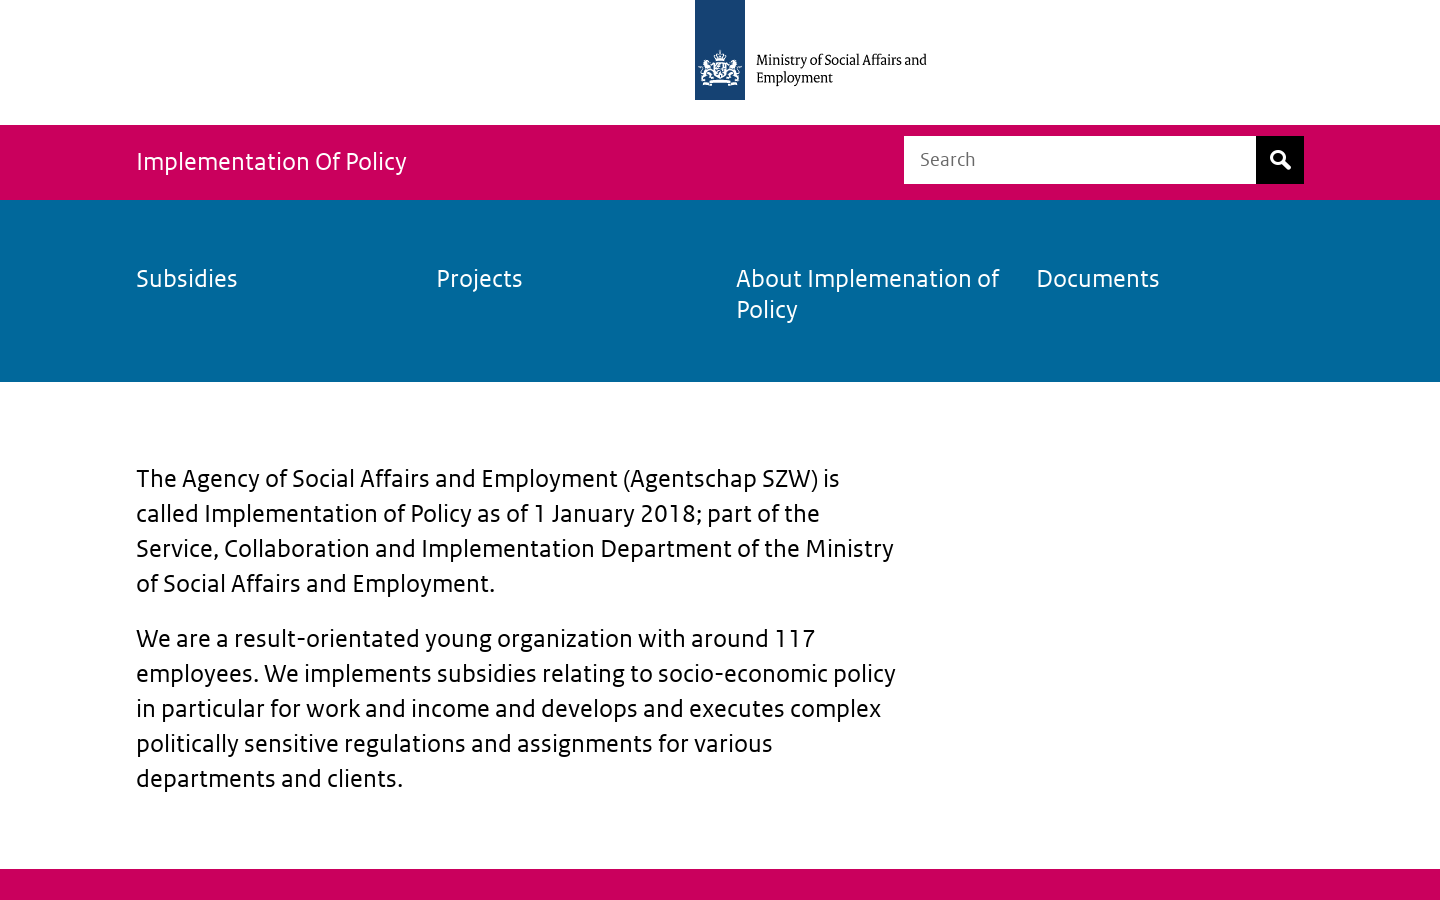 Ministry of Social Affairs and
Employment
Implementation Of Policy
Search
Subsidies
Projects
About Implemenation of
Policy
Documents
The Agency of Social Affairs and Employment (Agentschap SZW) is
called Implementation of Policy as of 1 January 2018; part of the
Service, Collaboration and Implementation Department of the Ministry
of Social Affairs and Employment.
We are a result-orientated young organization with around 117
employees. We implements subsidies relating to socio-economic policy
in particular for work and income and develops and executes complex
politically sensitive regulations and assignments for various
departments and clients.